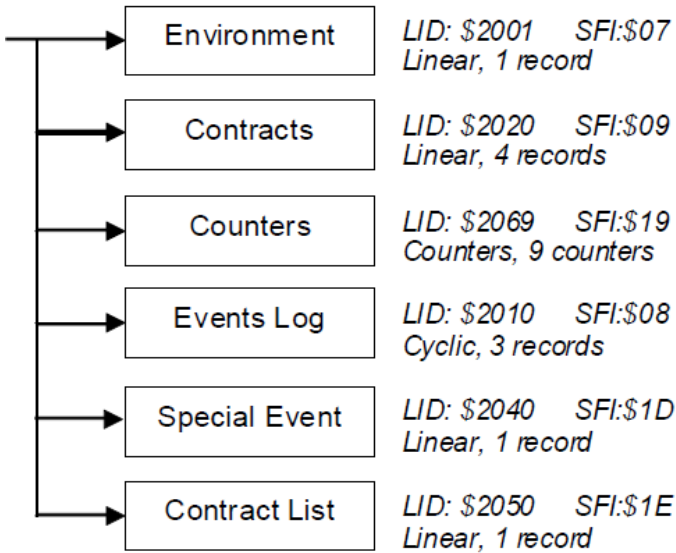 Environment
LID: $2001 SFI:$07
Linear, 1 record
Contracts
LID: $2020 SFI:$09
Linear, 4 records
Counters
LID: $2069 SFI:$19
Counters, 9 counters
Events Log
LID: $2010 SFI:$08
Cyclic, 3 records
Special Event
LID: $2040 SFI:$1D
Linear, 1 record
Contract List
LID: $2050 SFI:$1E
Linear, 1 record